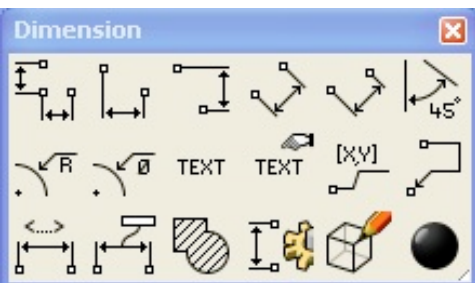 Dimension
45°
R Ø TEXT TEXT [X,Y]
<...>